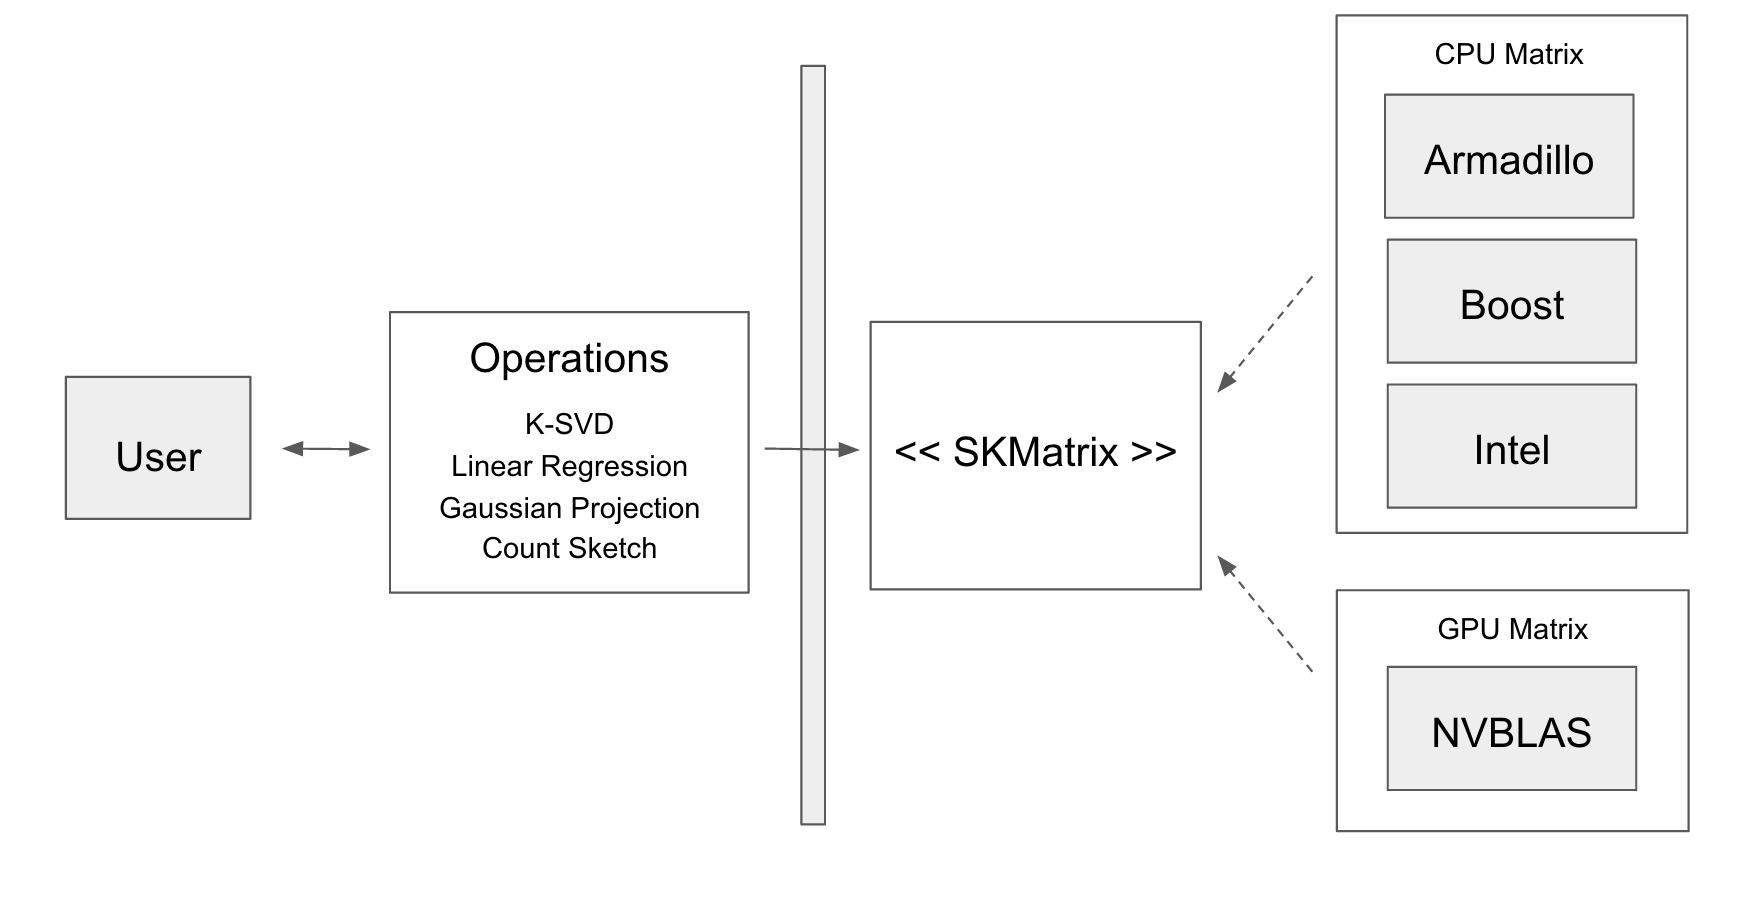 User
Operations
K-SVD
Linear Regression
Gaussian Projection
Count Sketch
<< SKMatrix >>
CPU Matrix
Armadillo
Boost
Intel
GPU Matrix
NVBLAS